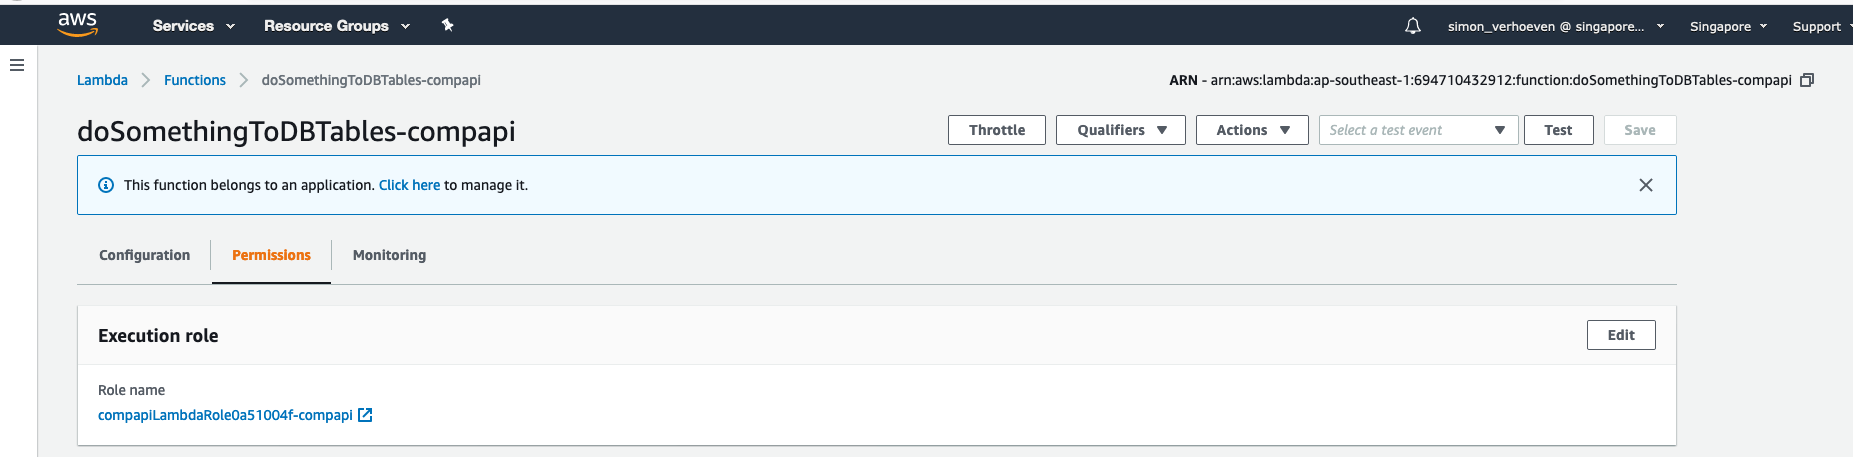 aws Services Resource Groups simon_verhoeven @ singapore... Singapore Support
Lambda Functions doSomethingToDBTables-compapi ARN - arn:aws:lambda:ap-southeast-1:694710432912:function:doSomethingToDBTables-compapi
doSomethingToDBTables-compapi Throttle Qualifiers Actions Select a test event Test Save
This function belongs to an application. Click here to manage it.
Configuration Permissions Monitoring
Execution role Edit
Role name
compapiLambdaRole0a51004f-compapi